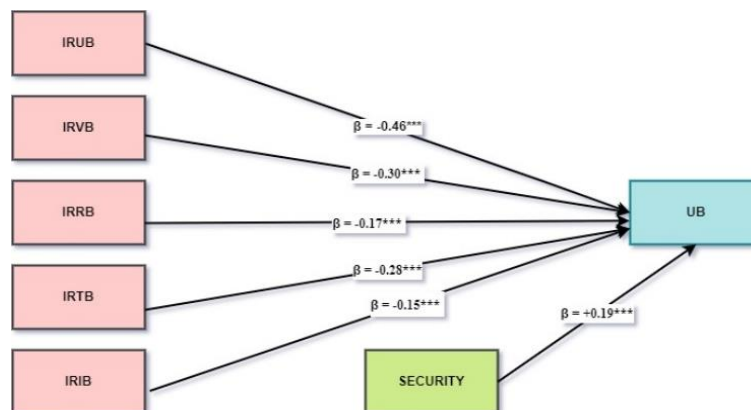 IRUB
β = -0.46***
IRVB
β = -0.30***
IRRB
β = -0.17***
UB
IRTB
β = -0.28***
β = -0.15***
β = +0.19***
IRIB
SECURITY